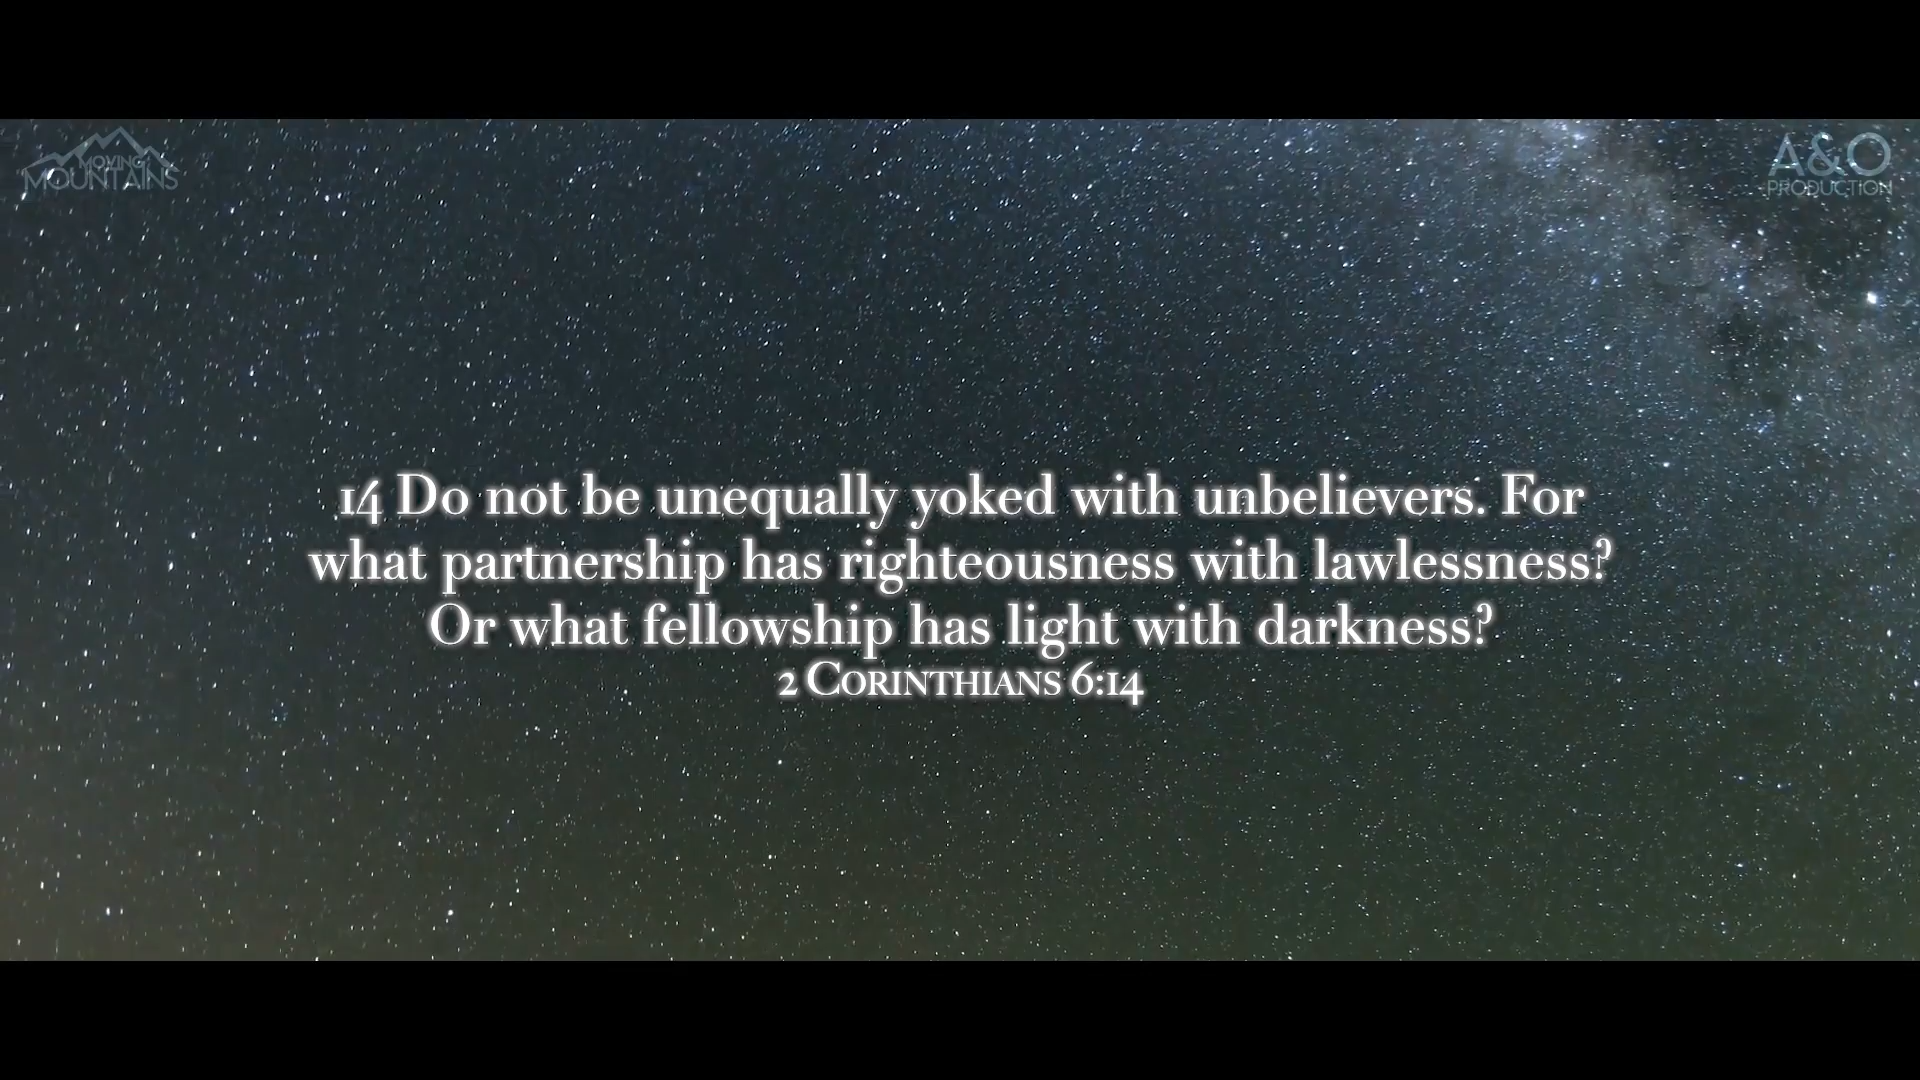 MOVING
MOUNTAINS
A&O
PRODUCTION
14 Do not be unequally yoked with unbelievers. For
what partnership has righteousness with lawlessness?
Or what fellowship has light with darkness?
2 CORINTHIANS 6:14